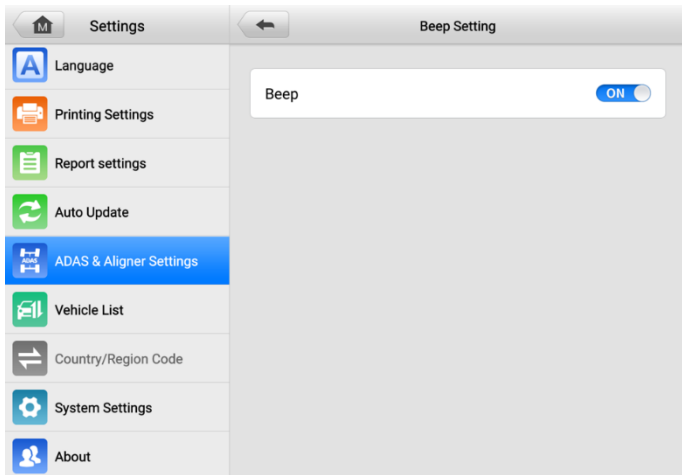 M
Settings
Beep Setting
A
Language
Beep
ON
Printing Settings
Report settings
Auto Update
ADAS
ADAS & Aligner Settings
Vehicle List
Country/Region Code
System Settings
About